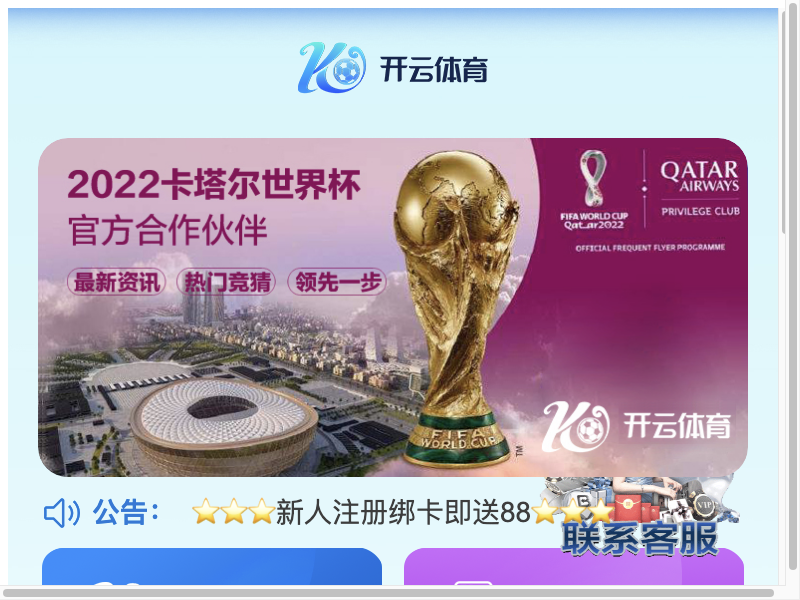 开云体育
2022卡塔尔世界杯
官方合作伙伴
最新资讯 热门竞猜 领先一步
FIFA WORLD CUP
Qatar2022
QATAR
AIRWAYS
PRIVILEGE CLUB
OFFICIAL FREQUENT FLYER PROGRAMME
FIFA
WORLD CUP
TM
开云体育
公告： ⭐⭐⭐新人注册绑卡即送88⭐⭐⭐
VIP
联系客服